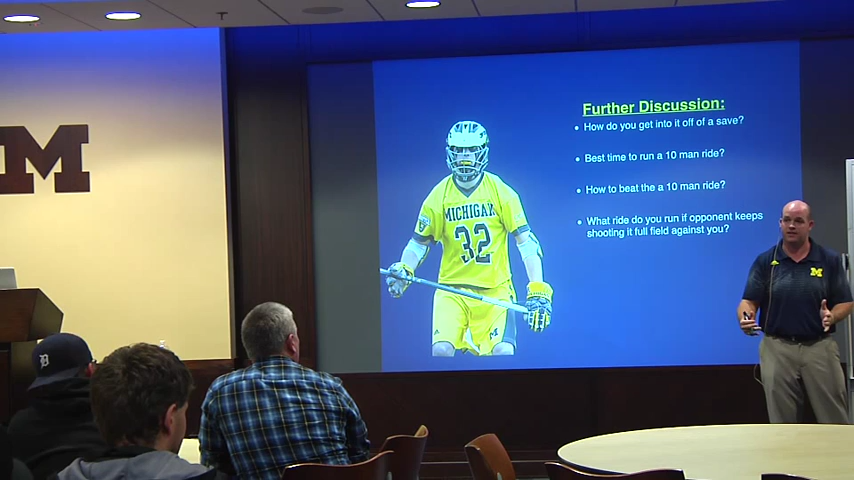 M
Further Discussion:
• How do you get into it off of a save?
• Best time to run a 10 man ride?
• How to beat the a 10 man ride?
• What ride do you run if opponent keeps
shooting it full field against you?
MICHIGAN
32
M
M
D